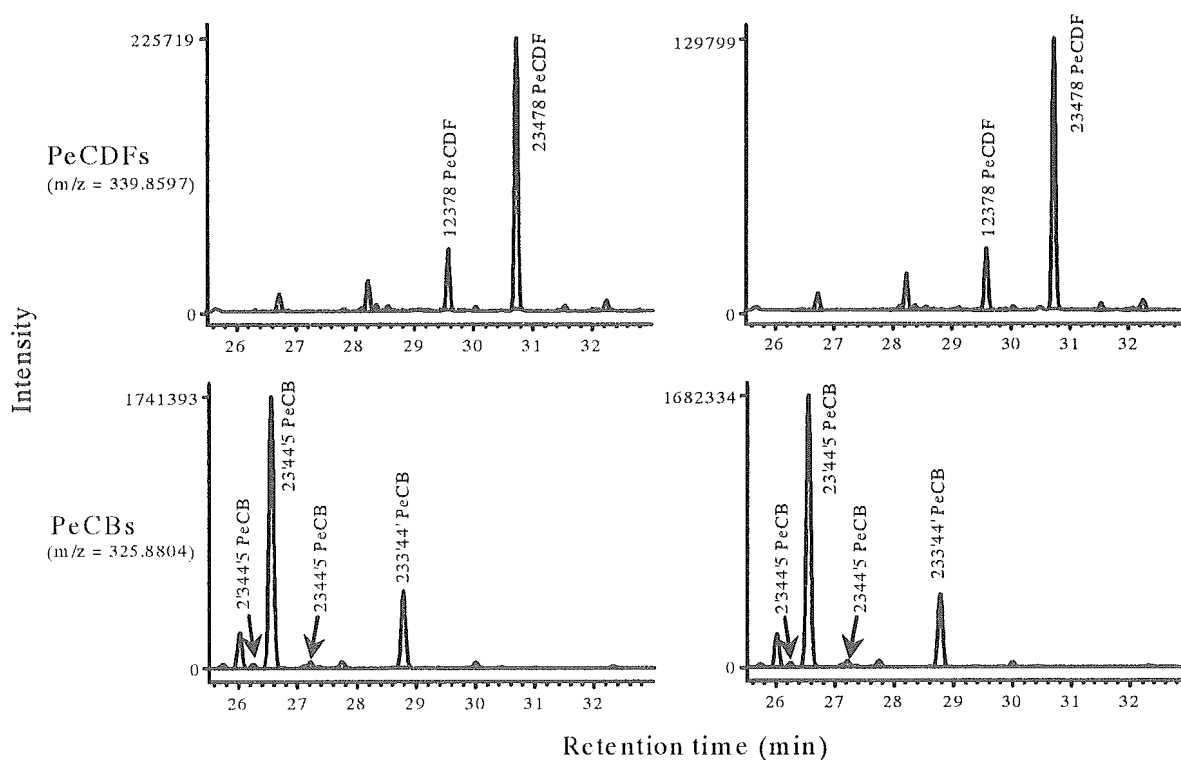 225719
23478 PeCDF
12378 PeCDF
PeCDFs
(m/z = 339.8597)
0
26 27 28 29 30 31 32
129799
23478 PeCDF
12378 PeCDF
0
26 27 28 29 30 31 32
Intensity
1741393
23'44'5 PeCB
2'344'5 PeCB
2344'5 PeCB
233'44' PeCB
PeCBs
(m/z = 325.8804)
0
26 27 28 29 30 31 32
1682334
23'44'5 PeCB
2'344'5 PeCB
2344'5 PeCB
233'44' PeCB
0
26 27 28 29 30 31 32
Retention time (min)